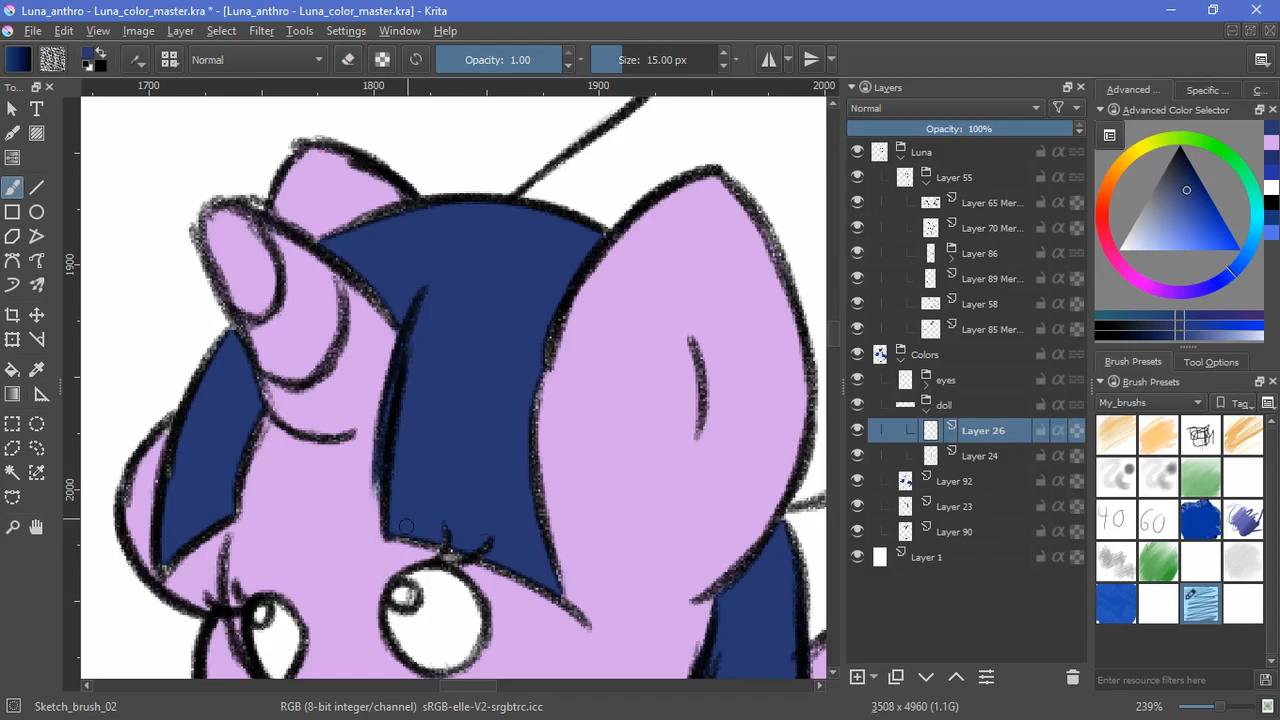 Luna_anthro - Luna_color_master.kra * - [Luna_anthro - Luna_color_master.kra] - Krita
File Edit View Image Layer Select Filter Tools Settings Window Help
Normal Opacity: 1.00 Size: 15.00 px
To...
1700 1800 1900 2000
1900
2000
Layers
Normal
Opacity: 100%
Luna
Layer 55
Layer 65 Mer...
Layer 70 Mer...
Layer 86
Layer 89 Mer...
Layer 58
Layer 85 Mer...
Colors
eyes
doll
Layer 26
Layer 24
Layer 92
Layer 23
Layer 90
Layer 1
Advanced ... Specific ... C...
Advanced Color Selector
Brush Presets Tool Options
Brush Presets
My_brushs Tag
40 60
Enter resource filters here
Sketch_brush_02 RGB (8-bit integer/channel) sRGB-elle-V2-srgbtrc.icc 3508 x 4960 (1.1G) 239%